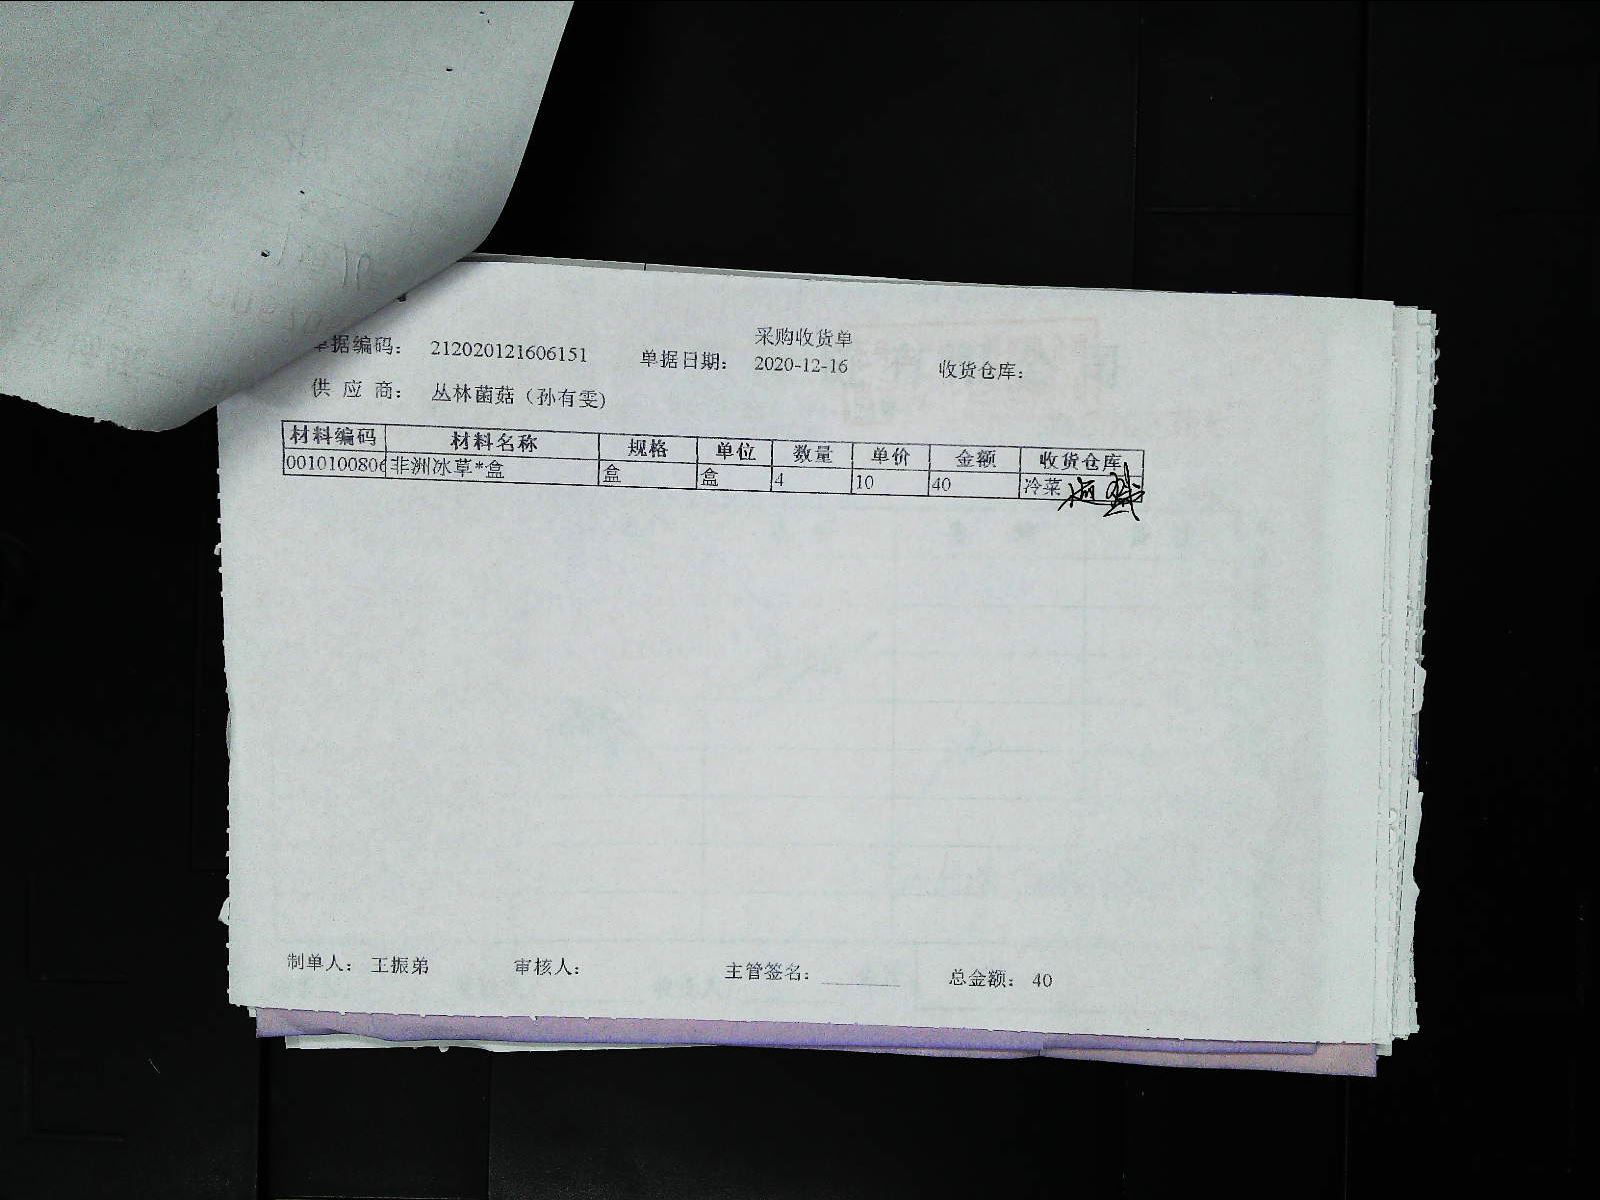 采购收货单
单据编码： 212020121606151 单据日期： 2020-12-16 收货仓库：
供 应 商： 丛林菌菇（孙有雯）
材料编码 材料名称 规格 单位 数量 单价 金额 收货仓库
0010100806 非洲冰草*盒 盒 盒 4 10 40 冷菜
制单人： 王振弟 审核人： 主管签名： 总金额： 40